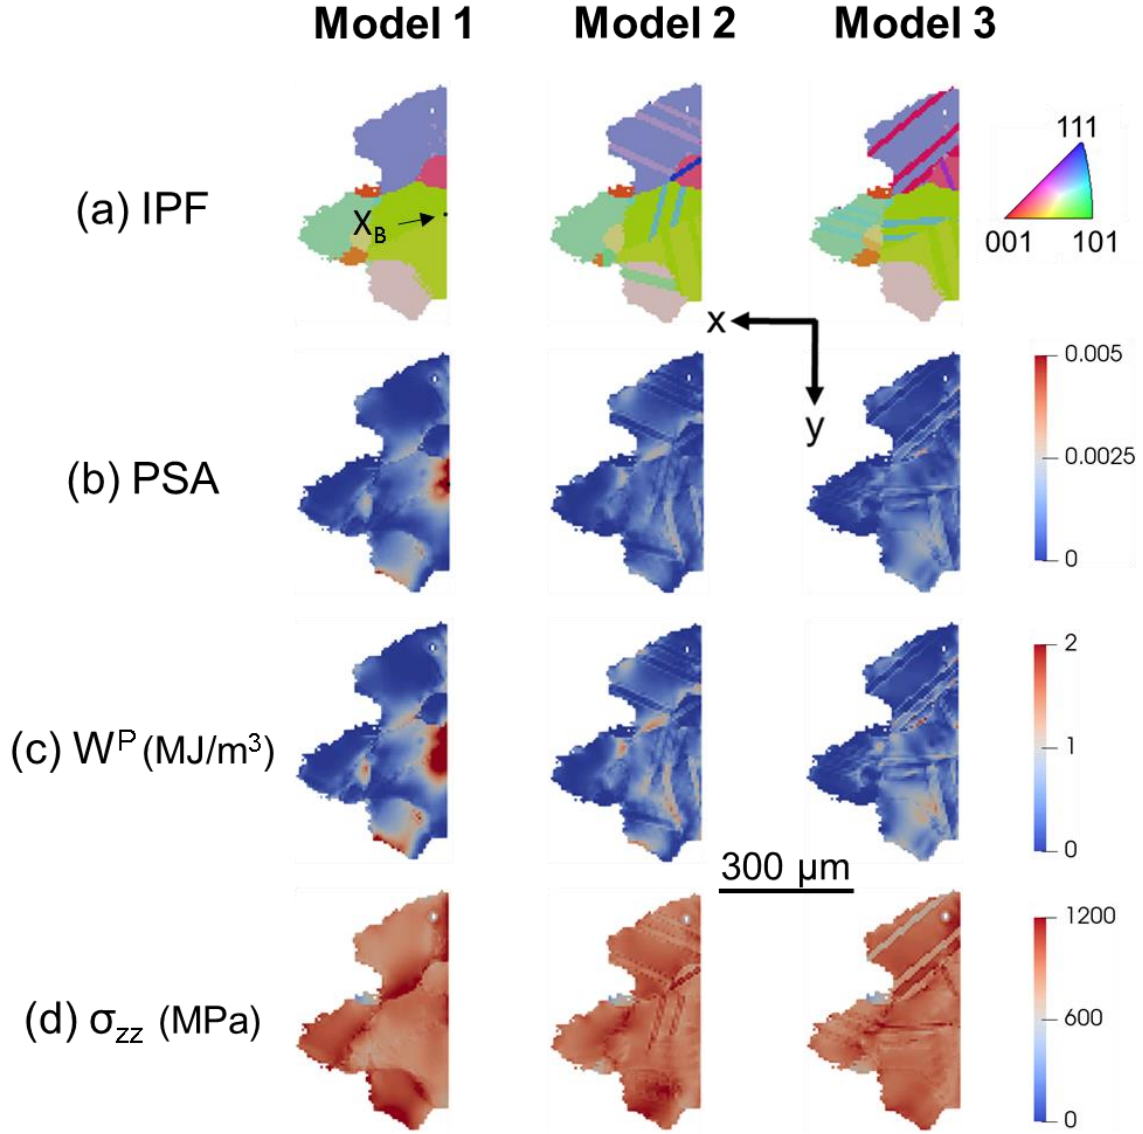 Model 1 Model 2 Model 3
111
(a) IPF
X_B
001 101
x
y
0.005
(b) PSA
0.0025
0
2
(c) W^P (MJ/m³)
1
0
300 μm
1200
(d) σ_zz (MPa)
600
0